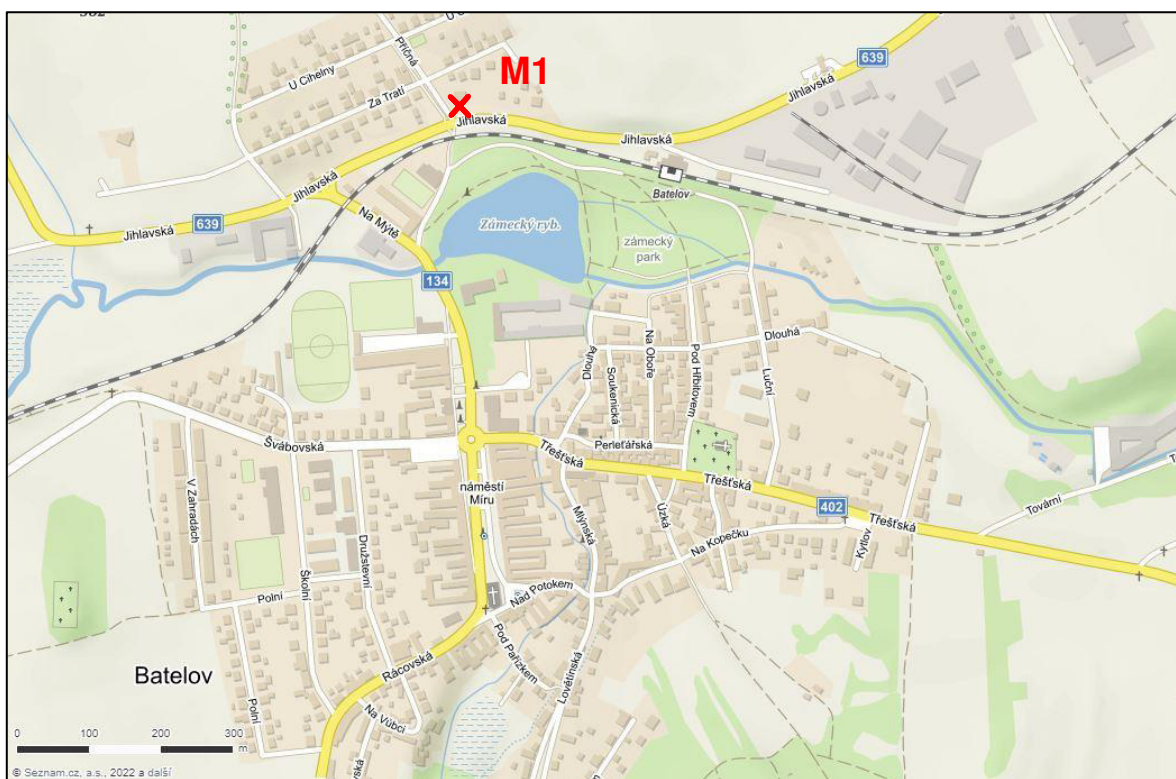 U Cihelny
Příčná
U Cihelny
Za Tratí
M1
639
Jihlavská
Jihlavská
Jihlavská
Batelov
Jihlavská
Na Mýtě
639
Jihlavská
Zámecký ryb.
zámecký
park
134
Dlouhá
Na Oboře
Pod Hřbitovem
Dlouhá
Luční
Soukenická
Perleťářská
Švábovská
Třešťská
Třešťská
náměstí
Míru
402
Třešťská
Tovární
V Zahradách
Mlýnská
Úzká
Na Kopečku
Kytlov
Družstevní
Školní
Polní
Nad Potokem
Pod Pařízkem
Rácovská
Lovětínská
Batelov
Polní
Na Vůbci
0 100 200 300
m
© Seznam.cz, a.s., 2022 a další